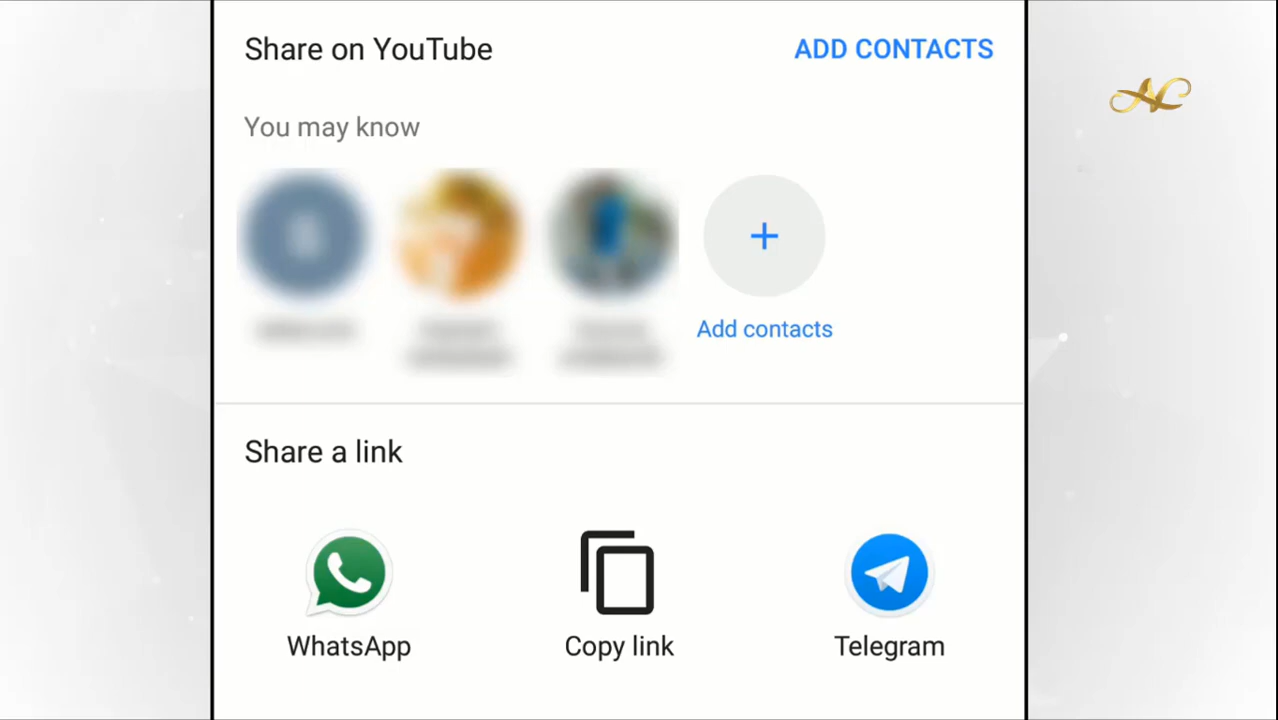 Share on YouTube
ADD CONTACTS
You may know
Add contacts
Share a link
WhatsApp
Copy link
Telegram